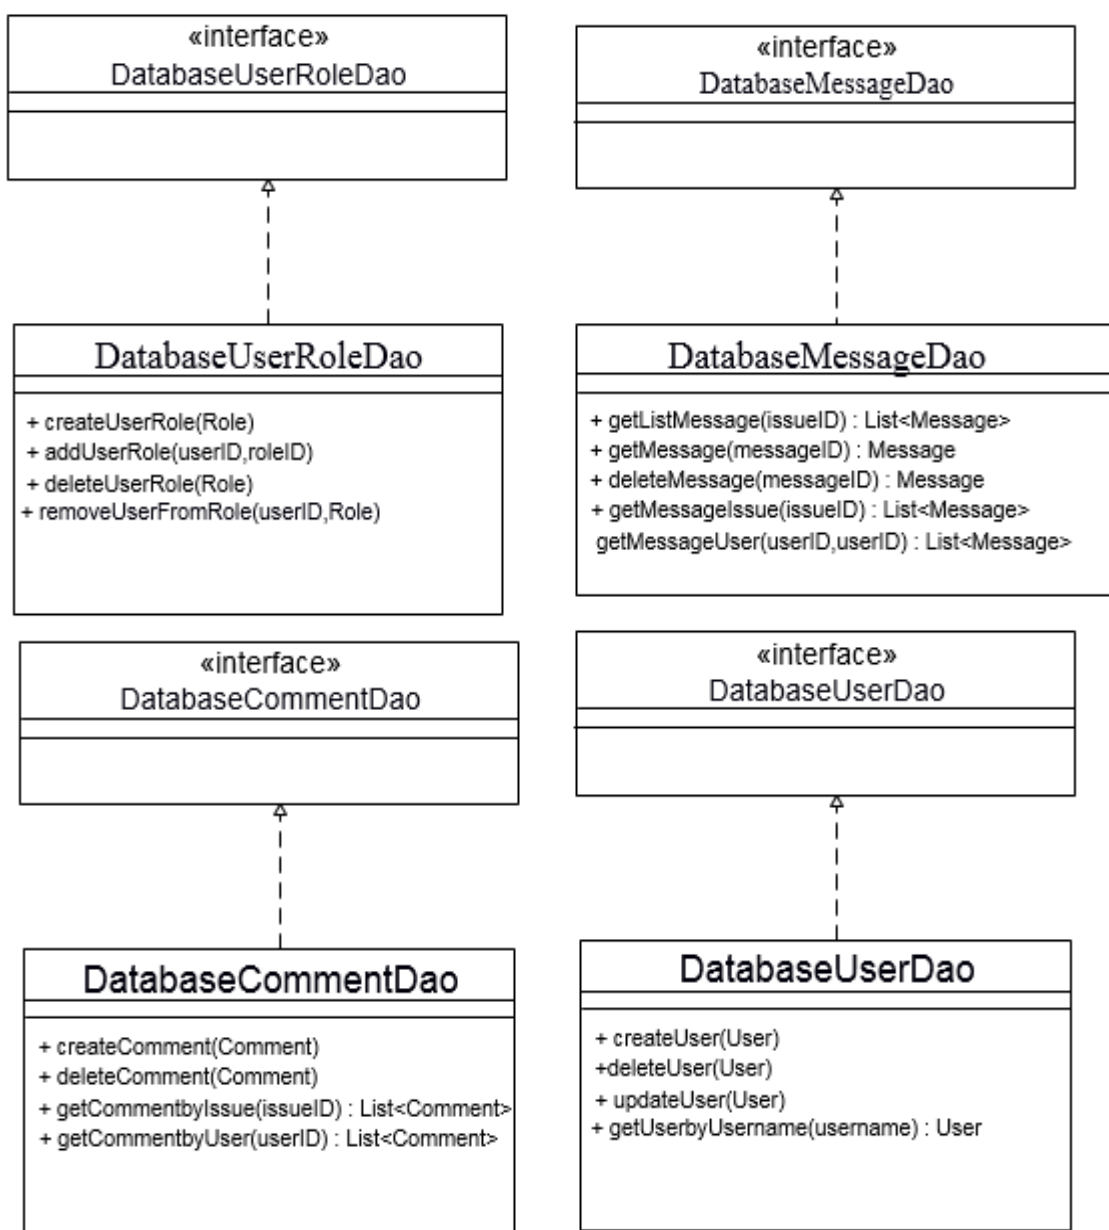 «interface»
DatabaseUserRoleDao
«interface»
DatabaseMessageDao
DatabaseUserRoleDao
+ createUserRole(Role)
+ addUserRole(userID,roleID)
+ deleteUserRole(Role)
+ removeUserFromRole(userID,Role)
DatabaseMessageDao
+ getListMessage(issueID) : List<Message>
+ getMessage(messageID) : Message
+ deleteMessage(messageID) : Message
+ getMessageIssue(issueID) : List<Message>
getMessageUser(userID,userID) : List<Message>
«interface»
DatabaseCommentDao
«interface»
DatabaseUserDao
DatabaseCommentDao
+ createComment(Comment)
+ deleteComment(Comment)
+ getCommentbyIssue(issueID) : List<Comment>
+ getCommentbyUser(userID) : List<Comment>
DatabaseUserDao
+ createUser(User)
+deleteUser(User)
+ updateUser(User)
+ getUserbyUsername(username) : User